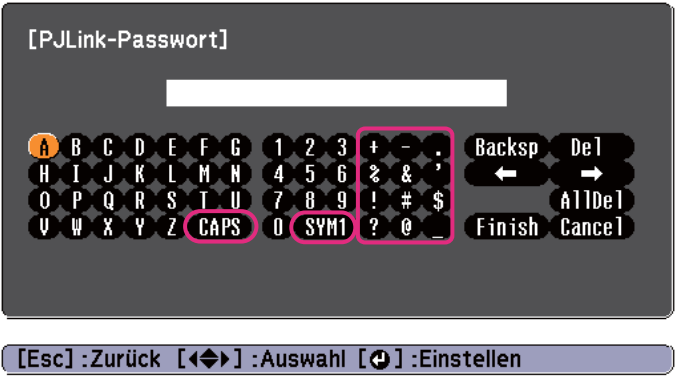 [PJLink-Passwort]
A B C D E F G 1 2 3 + - . Backsp Del
H I J K L M N 4 5 6 % & ' ← →
O P Q R S T U 7 8 9 ! # $ AllDel
V W X Y Z CAPS 0 SYM1 ? @ _ Finish Cancel
[Esc] :Zurück [◆] :Auswahl [↵] :Einstellen